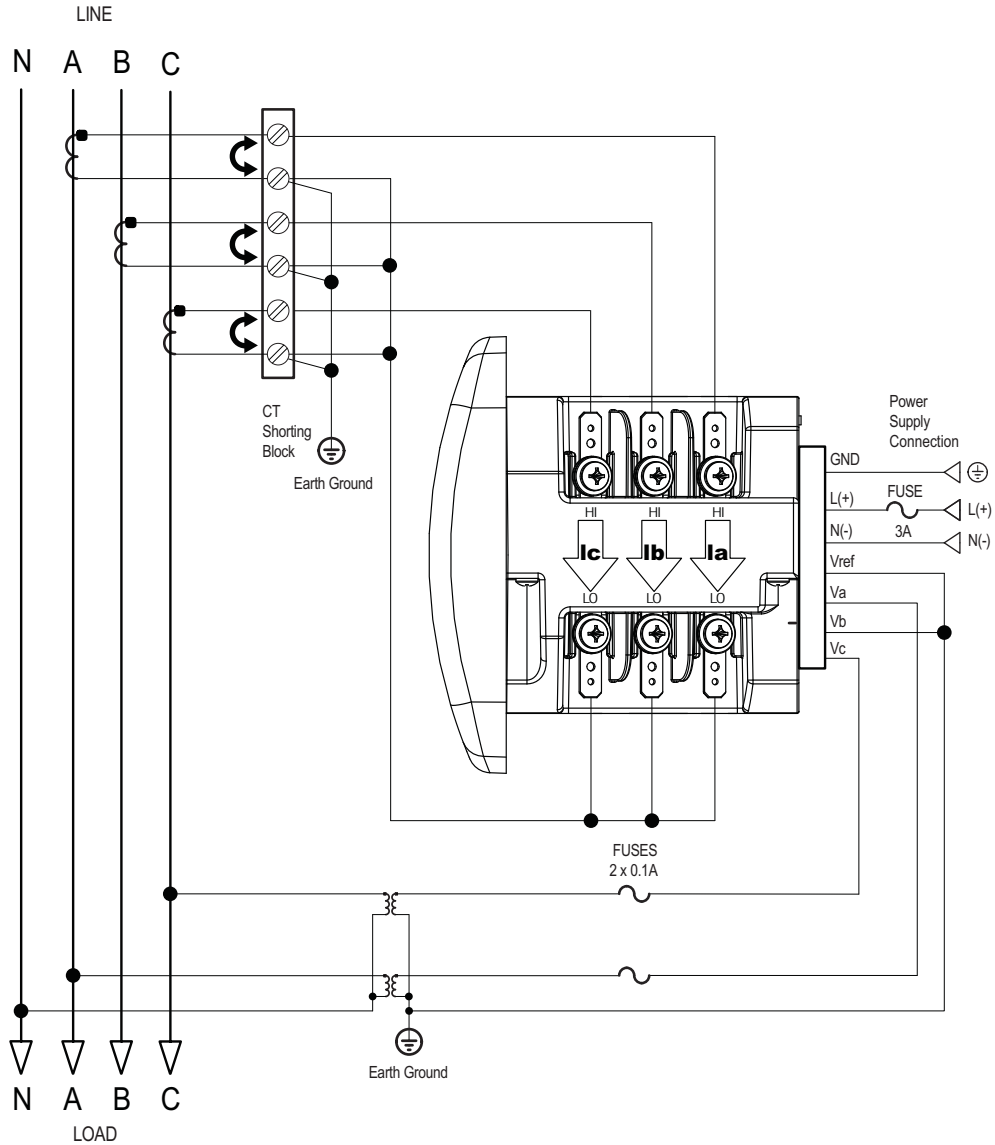 LINE
N A B C
CT
Shorting
Block
Earth Ground
Power
Supply
Connection
GND
L(+)
FUSE
3A
L(+)
N(-)
N(-)
Vref
Va
Vb
Vc
HI HI HI
Ic Ib Ia
LO LO LO
FUSES
2 x 0.1A
Earth Ground
N A B C
LOAD